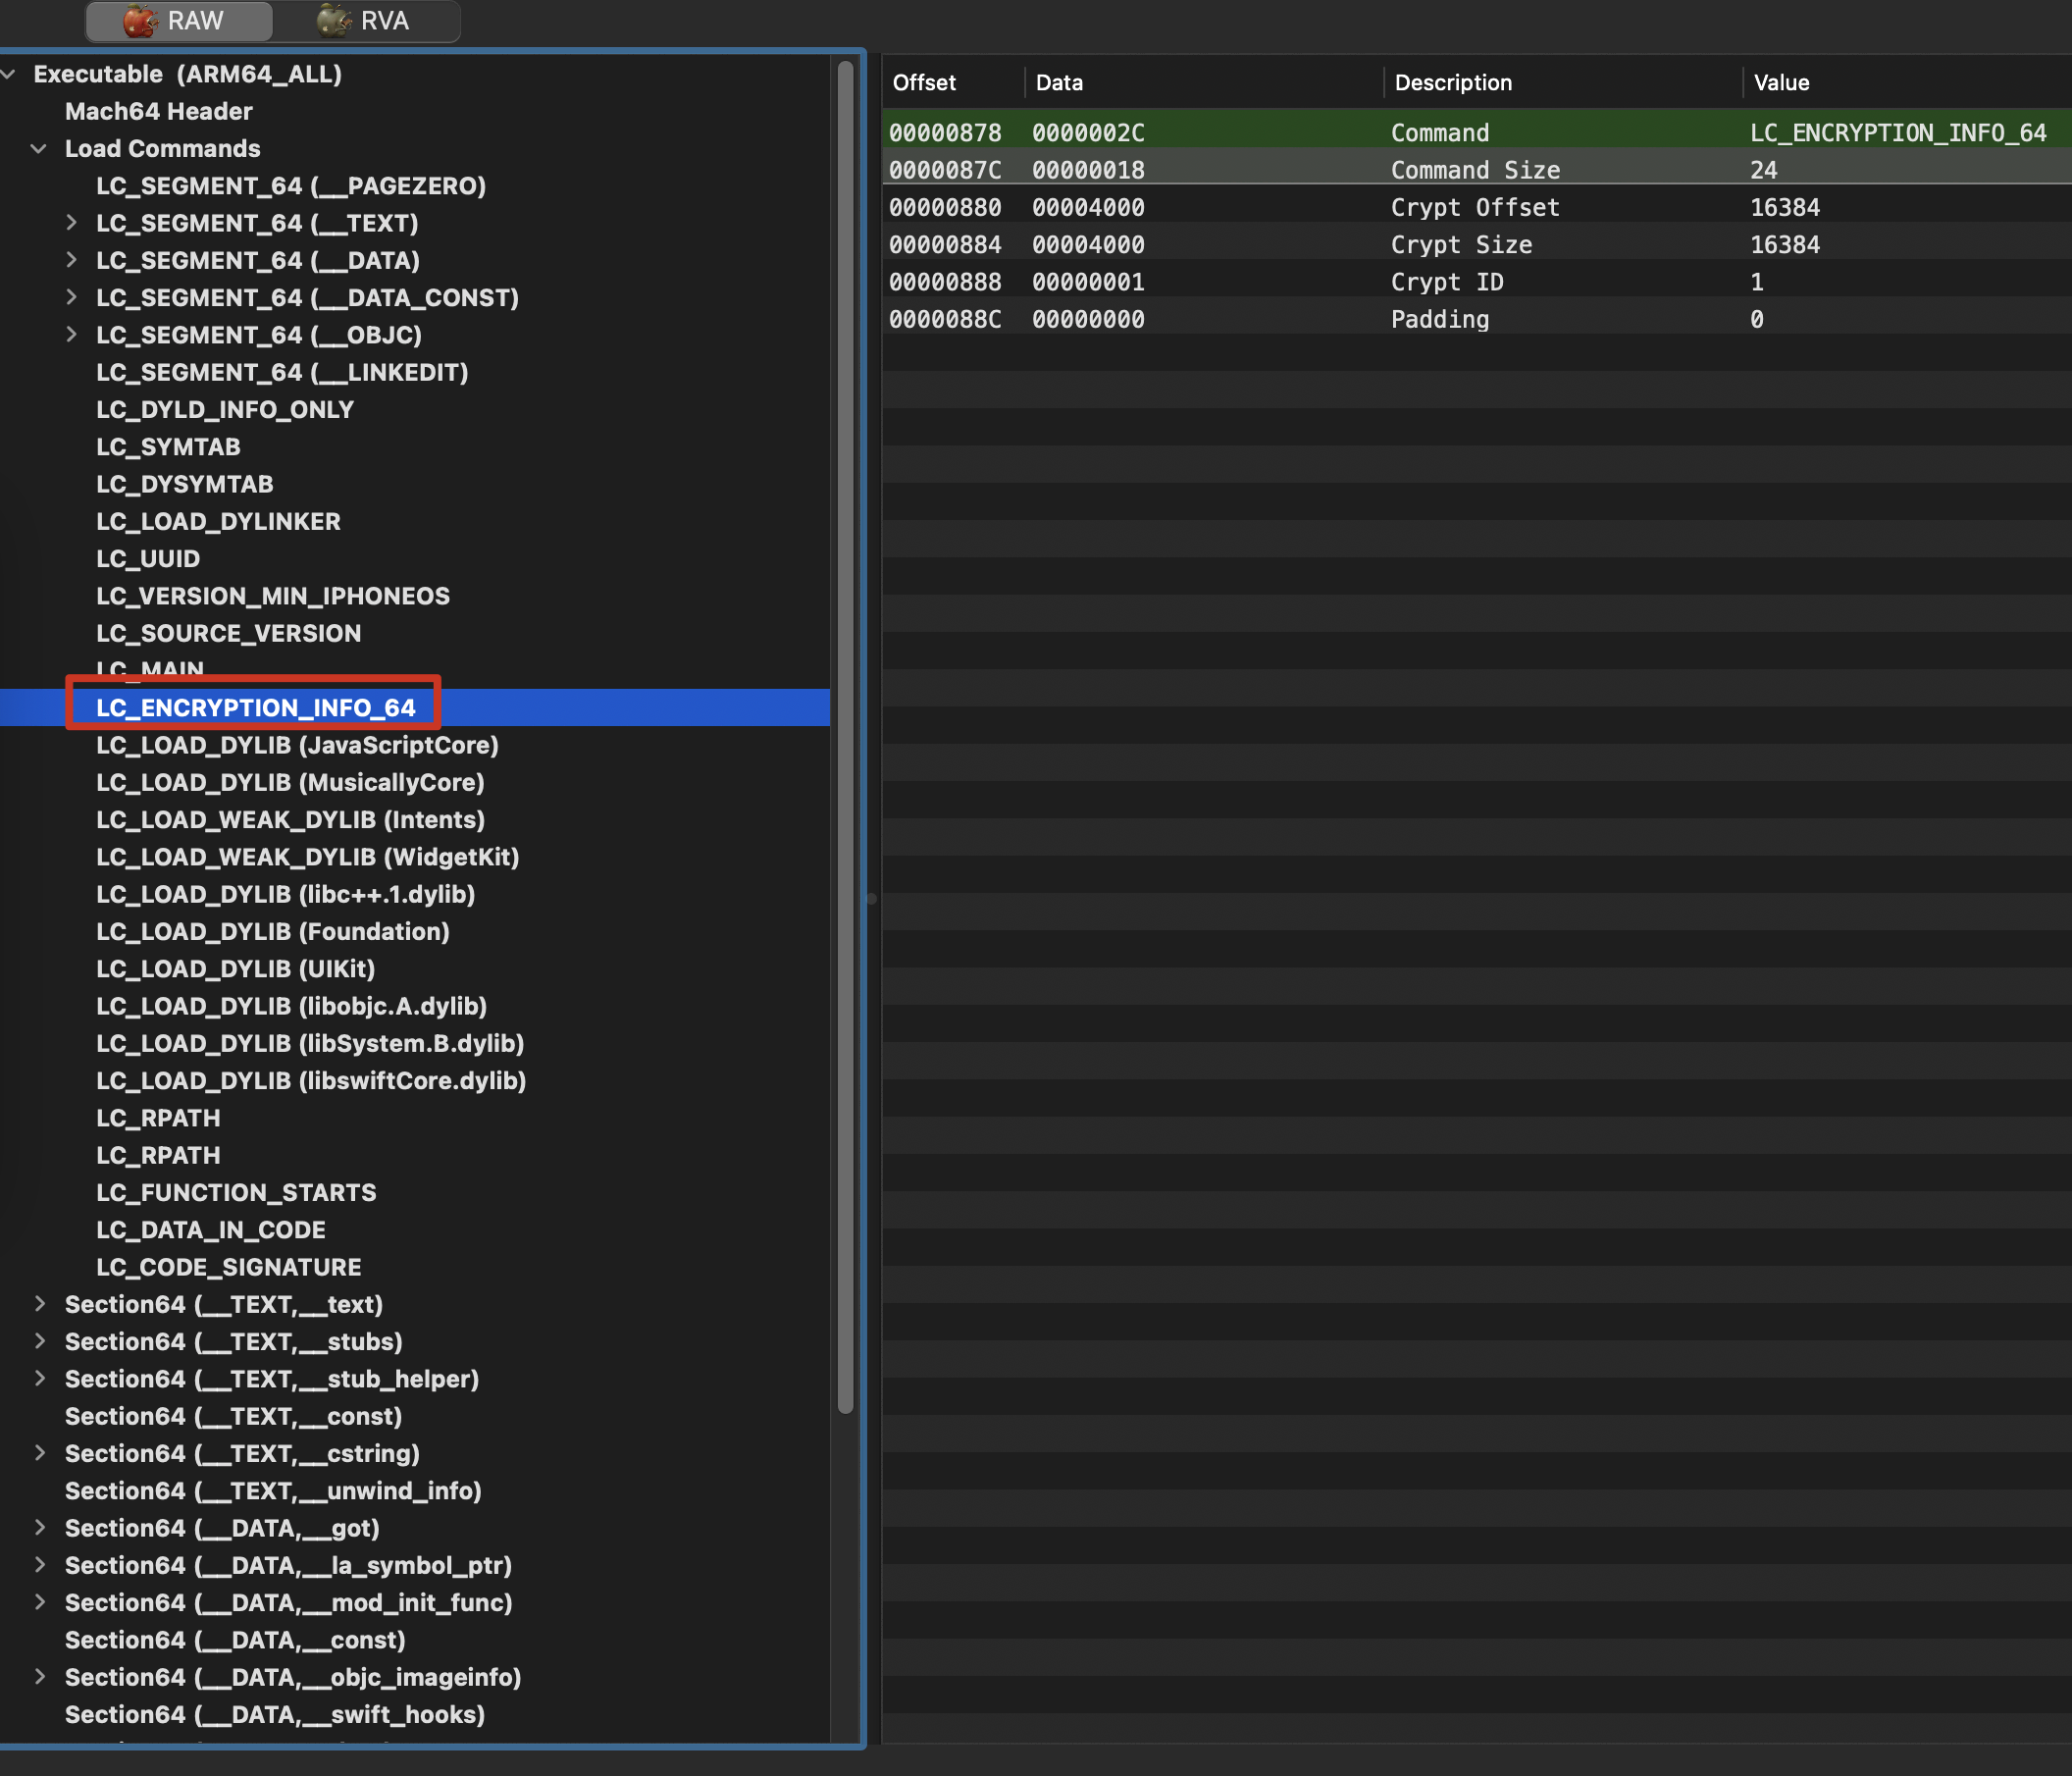 RAW RVA
Executable (ARM64_ALL)
Mach64 Header
Load Commands
LC_SEGMENT_64 (__PAGEZERO)
LC_SEGMENT_64 (__TEXT)
LC_SEGMENT_64 (__DATA)
LC_SEGMENT_64 (__DATA_CONST)
LC_SEGMENT_64 (__OBJC)
LC_SEGMENT_64 (__LINKEDIT)
LC_DYLD_INFO_ONLY
LC_SYMTAB
LC_DYSYMTAB
LC_LOAD_DYLINKER
LC_UUID
LC_VERSION_MIN_IPHONEOS
LC_SOURCE_VERSION
LC_MAIN
LC_ENCRYPTION_INFO_64
LC_LOAD_DYLIB (JavaScriptCore)
LC_LOAD_DYLIB (MusicallyCore)
LC_LOAD_WEAK_DYLIB (Intents)
LC_LOAD_WEAK_DYLIB (WidgetKit)
LC_LOAD_DYLIB (libc++.1.dylib)
LC_LOAD_DYLIB (Foundation)
LC_LOAD_DYLIB (UIKit)
LC_LOAD_DYLIB (libobjc.A.dylib)
LC_LOAD_DYLIB (libSystem.B.dylib)
LC_LOAD_DYLIB (libswiftCore.dylib)
LC_RPATH
LC_RPATH
LC_FUNCTION_STARTS
LC_DATA_IN_CODE
LC_CODE_SIGNATURE
Section64 (__TEXT,__text)
Section64 (__TEXT,__stubs)
Section64 (__TEXT,__stub_helper)
Section64 (__TEXT,__const)
Section64 (__TEXT,__cstring)
Section64 (__TEXT,__unwind_info)
Section64 (__DATA,__got)
Section64 (__DATA,__la_symbol_ptr)
Section64 (__DATA,__mod_init_func)
Section64 (__DATA,__const)
Section64 (__DATA,__objc_imageinfo)
Section64 (__DATA,__swift_hooks)
Offset Data Description Value
00000878 0000002C Command LC_ENCRYPTION_INFO_64
0000087C 00000018 Command Size 24
00000880 00004000 Crypt Offset 16384
00000884 00004000 Crypt Size 16384
00000888 00000001 Crypt ID 1
0000088C 00000000 Padding 0